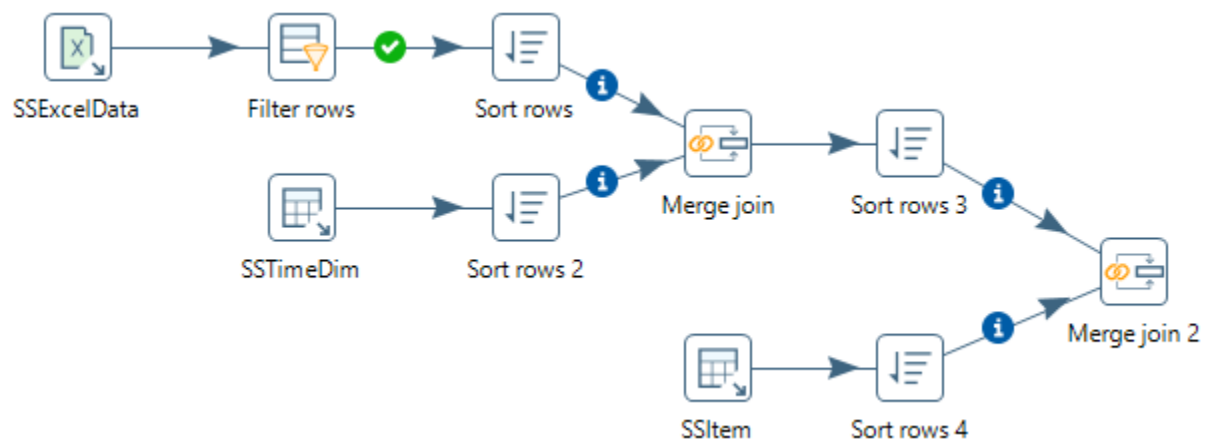 SSExcelData
Filter rows
Sort rows
Merge join
Sort rows 3
SSTimeDim
Sort rows 2
Merge join 2
SSItem
Sort rows 4